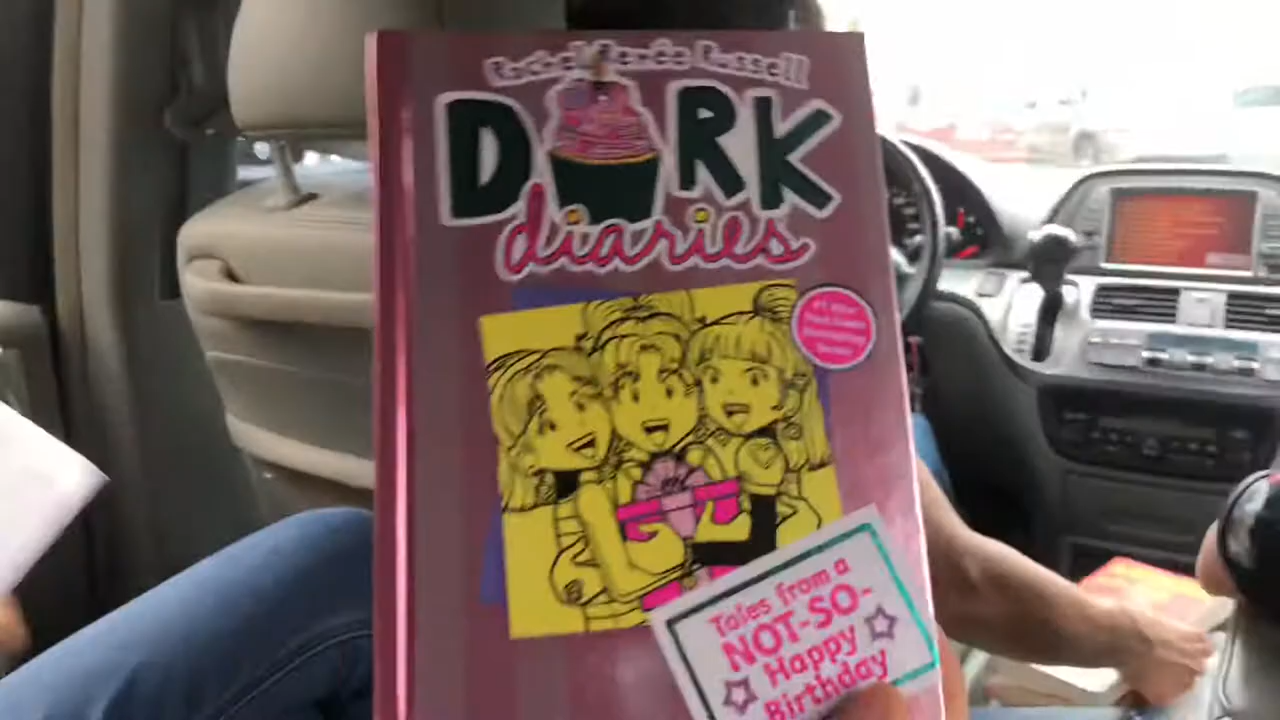 Rachel Renée Russell
DORK
diaries
Tales from a
NOT-SO-
Happy
Birthday